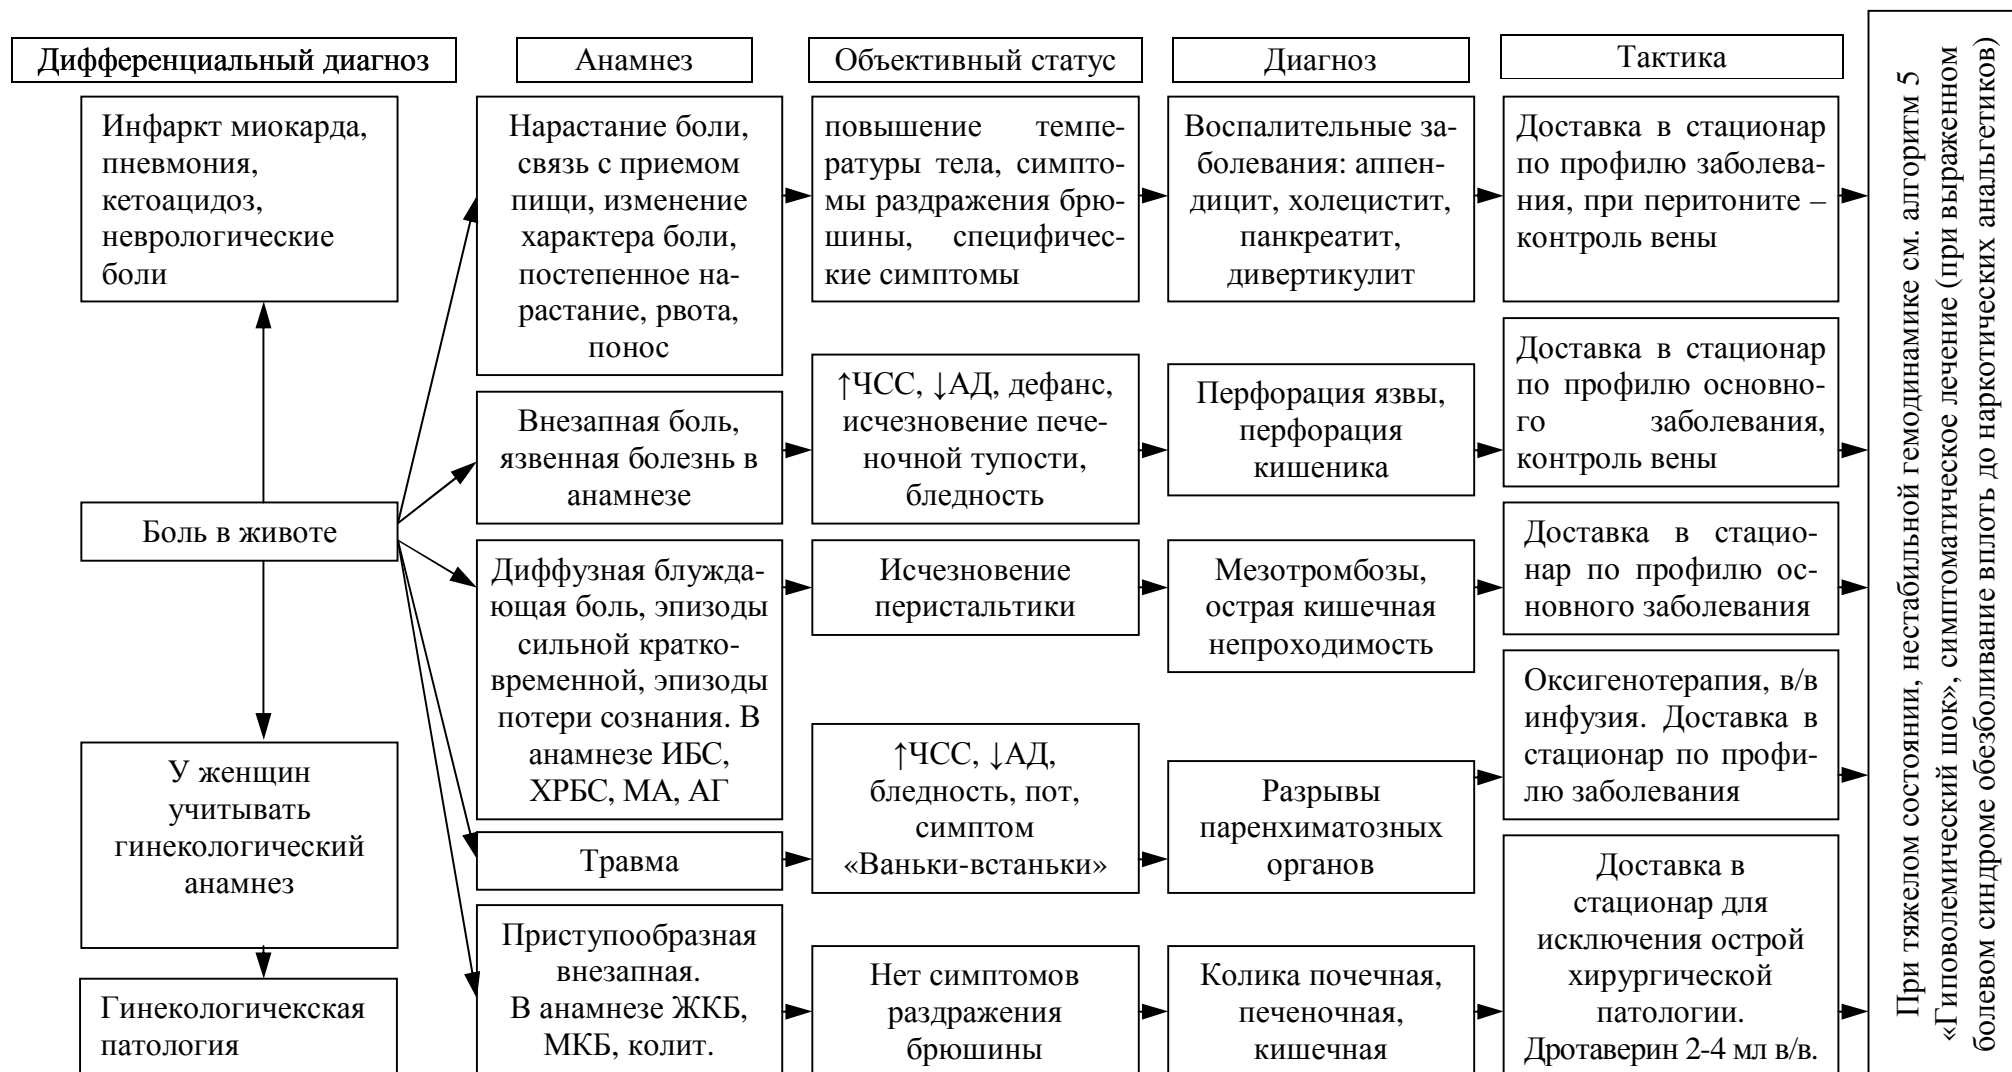 Дифференциальный диагноз
Анамнез
Объективный статус
Диагноз
Тактика
Инфаркт миокарда,
пневмония,
кетоацидоз,
неврологические
боли
Боль в животе
У женщин
учитывать
гинекологический
анамнез
Гинекологичекская
патология
Нарастание боли,
связь с приемом
пищи, изменение
характера боли,
постепенное на-
растание, рвота,
понос
повышение темпе-
ратуры тела, симпто-
мы раздражения брю-
шины, специфичес-
кие симптомы
Воспалительные за-
болевания: аппен-
дицит, холецистит,
панкреатит,
дивертикулит
Доставка в стационар
по профилю заболева-
ния, при перитоните –
контроль вены
Внезапная боль,
язвенная болезнь в
анамнезе
↑ЧСС, ↓АД, дефанс,
исчезновение пече-
ночной тупости,
бледность
Перфорация язвы,
перфорация
кишеника
Доставка в стационар
по профилю основно-
го заболевания,
контроль вены
Диффузная блужда-
ющая боль, эпизоды
сильной кратко-
временной, эпизоды
потери сознания. В
анамнезе ИБС,
ХРБС, МА, АГ
Исчезновение
перистальтики
Мезотромбозы,
острая кишечная
непроходимость
Доставка в стацио-
нар по профилю ос-
новного заболевания
Травма
↑ЧСС, ↓АД,
бледность, пот,
симптом
«Ваньки-встаньки»
Разрывы
паренхиматозных
органов
Оксигенотерапия, в/в
инфузия. Доставка в
стационар по профи-
лю заболевания
Приступообразная
внезапная.
В анамнезе ЖКБ,
МКБ, колит.
Нет симптомов
раздражения
брюшины
Колика почечная,
печеночная,
кишечная
Доставка в
стационар для
исключения острой
хирургической
патологии.
Дротаверин 2-4 мл в/в.
При тяжелом состоянии, нестабильной гемодинамике см. алгоритм 5
«Гиповолемический шок», симптоматическое лечение (при выраженном
болевом синдроме обезболивание вплоть до наркотических анальгетиков)